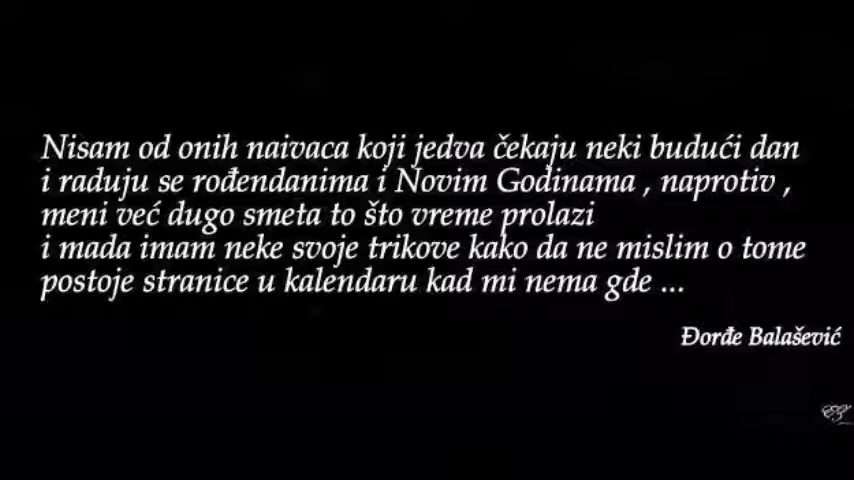 Nisam od onih naivaca koji jedva čekaju neki budući dan
i raduju se rođendanima i Novim Godinama , naprotiv ,
meni već dugo smeta to što vreme prolazi
i mada imam neke svoje trikove kako da ne mislim o tome
postoje stranice u kalendaru kad mi nema gde ...
Đorđe Balašević